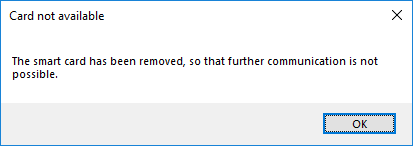 Card not available
The smart card has been removed, so that further communication is not
possible.
OK